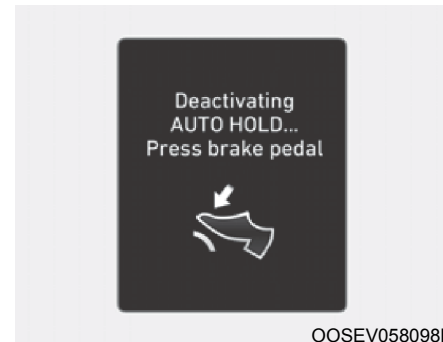 Deactivating
AUTO HOLD...
Press brake pedal
OOSEV058098L